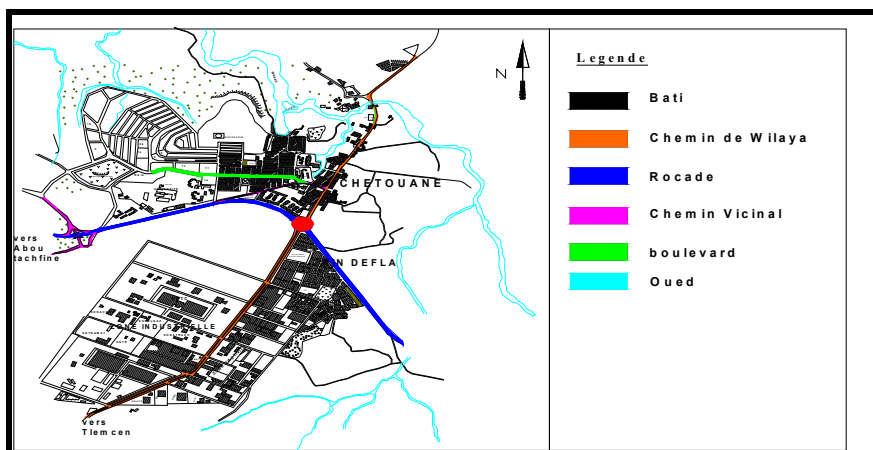 Legende
Bati
Chemin de Wilaya
Rocade
Chemin Vicinal
boulevard
Oued
N
CHETOUANE
N DEFLA
ZONE INDUSTRIELLE
vers
Abou
tachfine
vers
Tlemcen